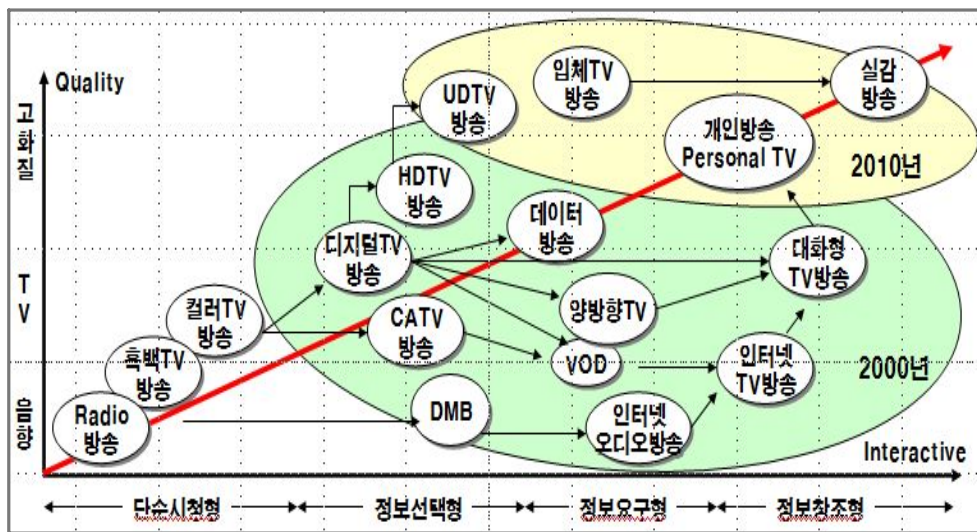 Quality
고화질
TV
음향
UDTV
방송
입체TV
방송
실감
방송
개인방송
Personal TV
2010년
HDTV
방송
데이터
방송
디지털TV
방송
대화형
TV방송
컬러TV
방송
CATV
방송
양방향TV
VOD
흑백TV
방송
인터넷
TV방송
2000년
Radio
방송
DMB
인터넷
오디오방송
Interactive
단순시청형
정보선택형
정보요구형
정보창조형